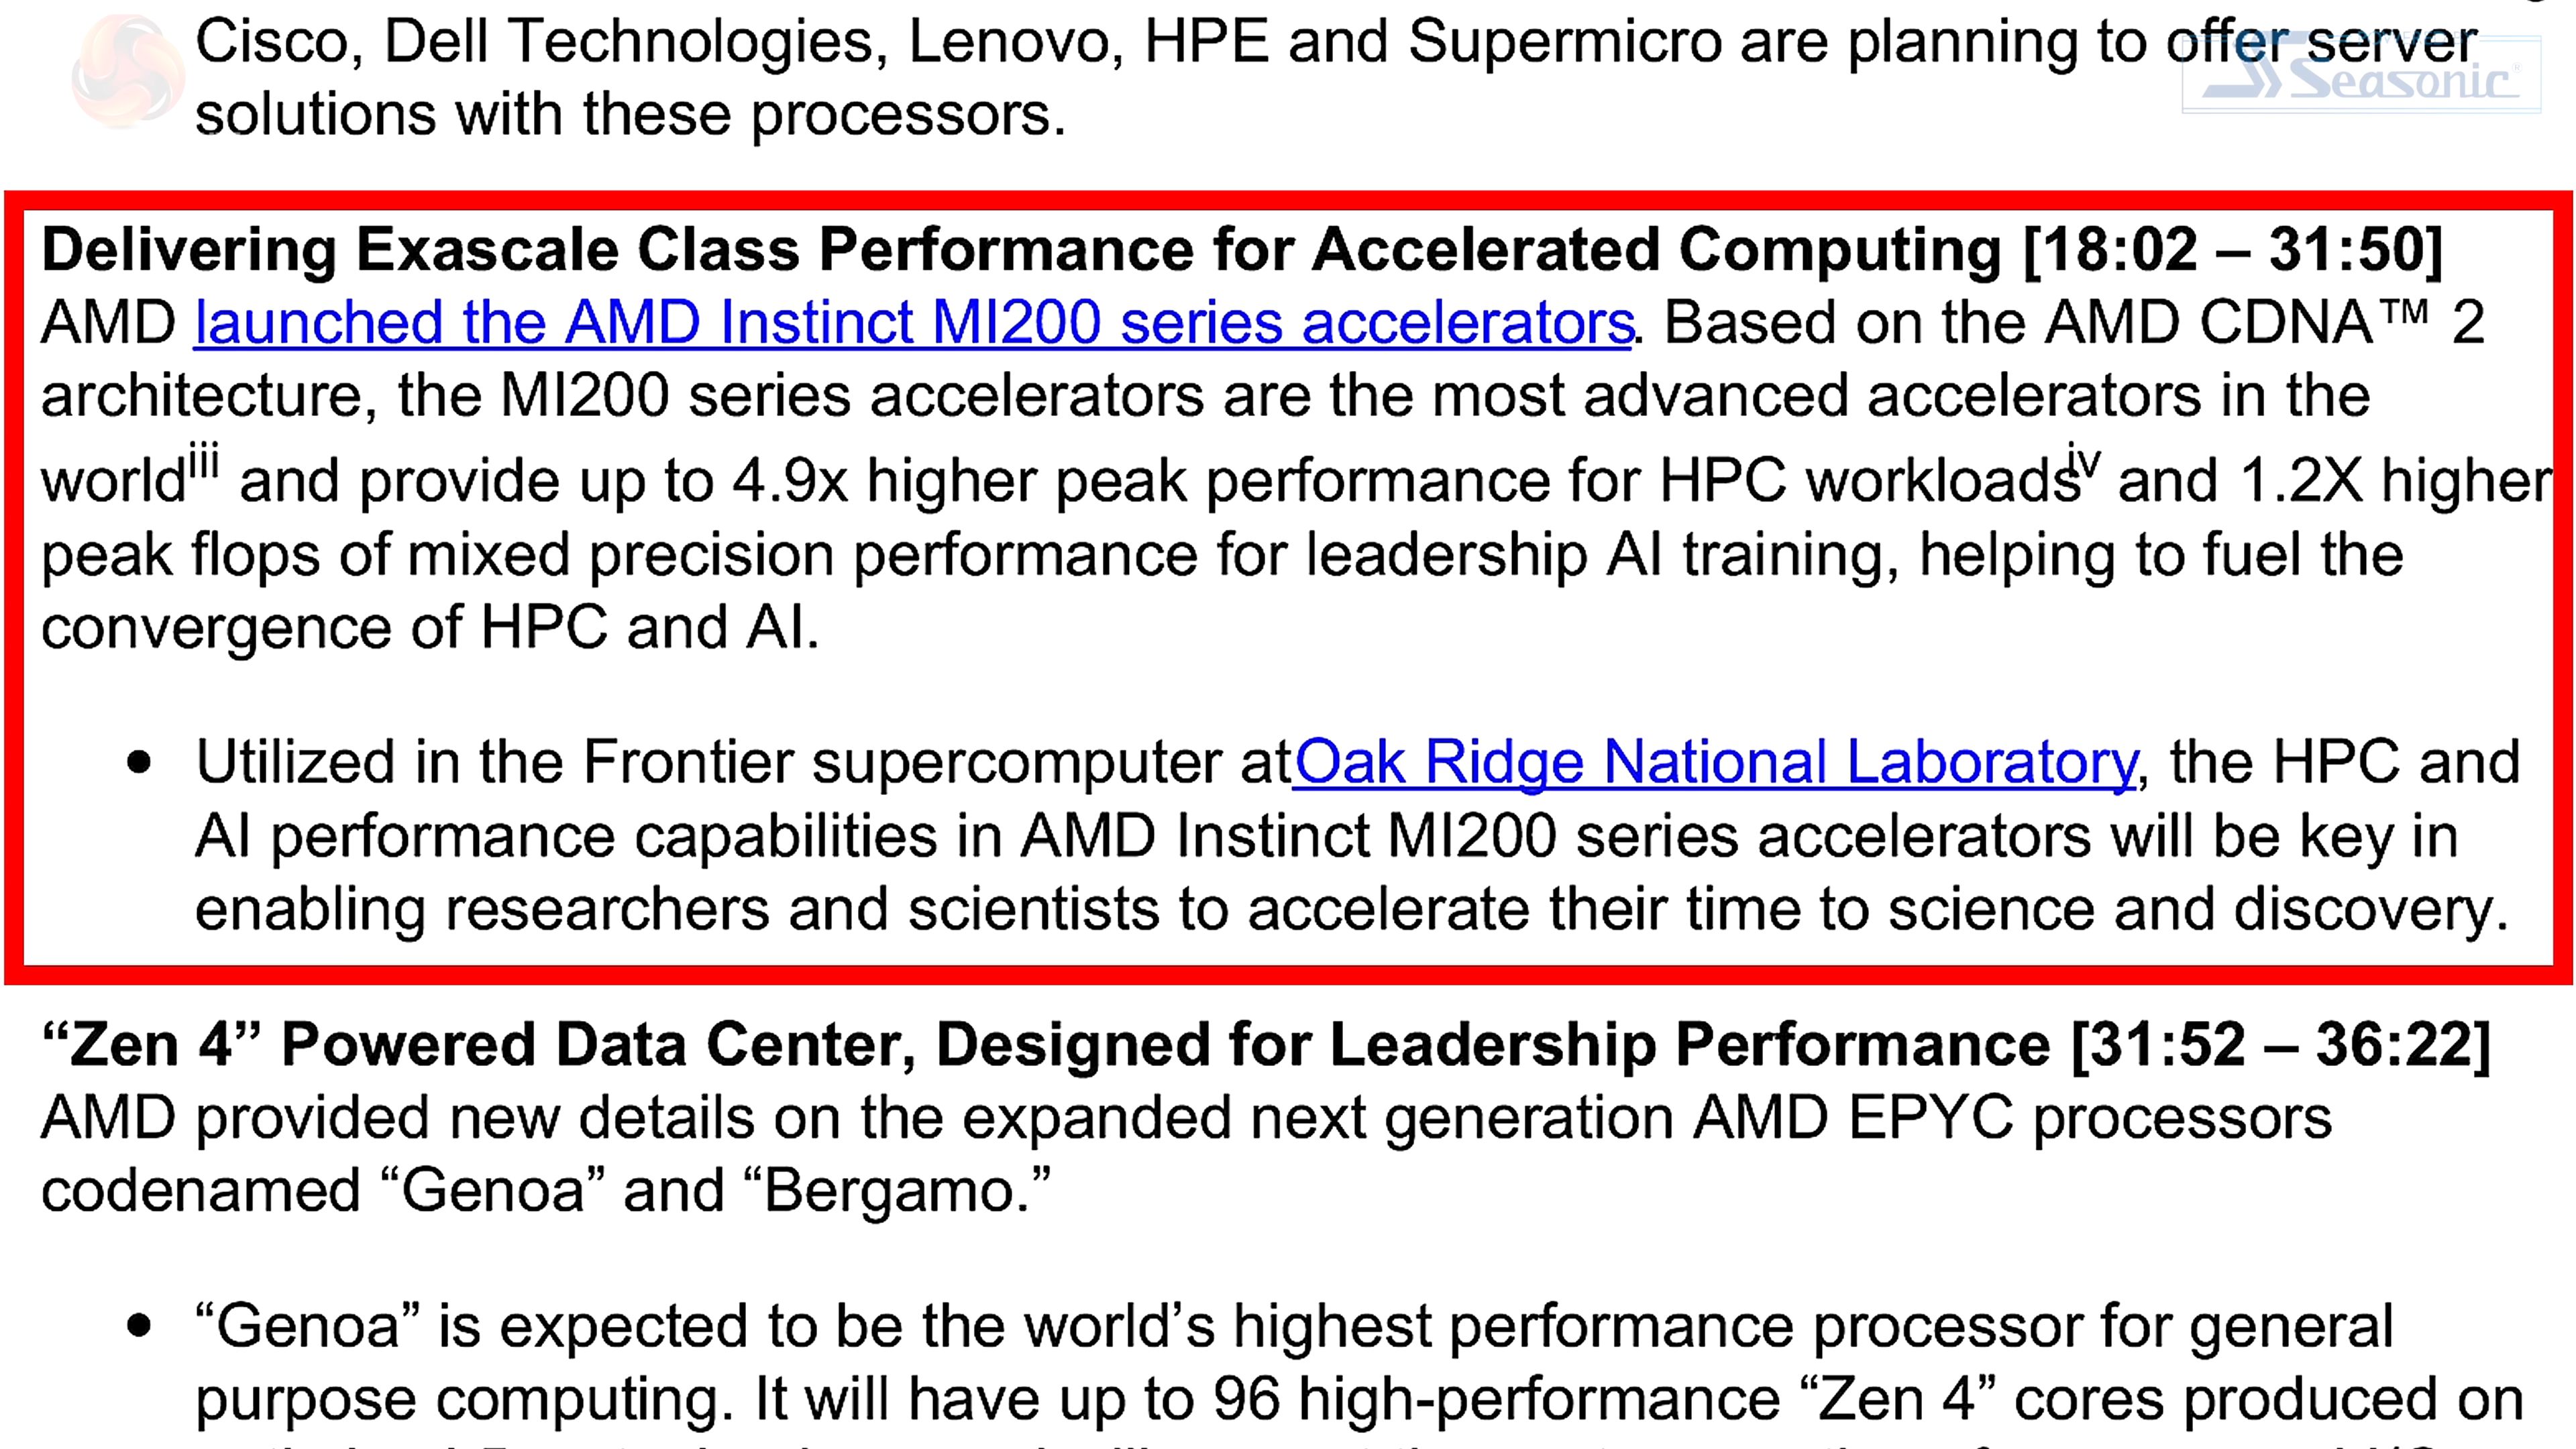 Cisco, Dell Technologies, Lenovo, HPE and Supermicro are planning to offer server
Seasonic®
solutions with these processors.
Delivering Exascale Class Performance for Accelerated Computing [18:02 – 31:50]
AMD launched the AMD Instinct MI200 series accelerators. Based on the AMD CDNA™ 2
architecture, the MI200 series accelerators are the most advanced accelerators in the
worldiii and provide up to 4.9x higher peak performance for HPC workloadsiv and 1.2X higher
peak flops of mixed precision performance for leadership AI training, helping to fuel the
convergence of HPC and AI.
• Utilized in the Frontier supercomputer atOak Ridge National Laboratory, the HPC and
AI performance capabilities in AMD Instinct MI200 series accelerators will be key in
enabling researchers and scientists to accelerate their time to science and discovery.
“Zen 4” Powered Data Center, Designed for Leadership Performance [31:52 – 36:22]
AMD provided new details on the expanded next generation AMD EPYC processors
codenamed “Genoa” and “Bergamo.”
• “Genoa” is expected to be the world’s highest performance processor for general
purpose computing. It will have up to 96 high-performance “Zen 4” cores produced on